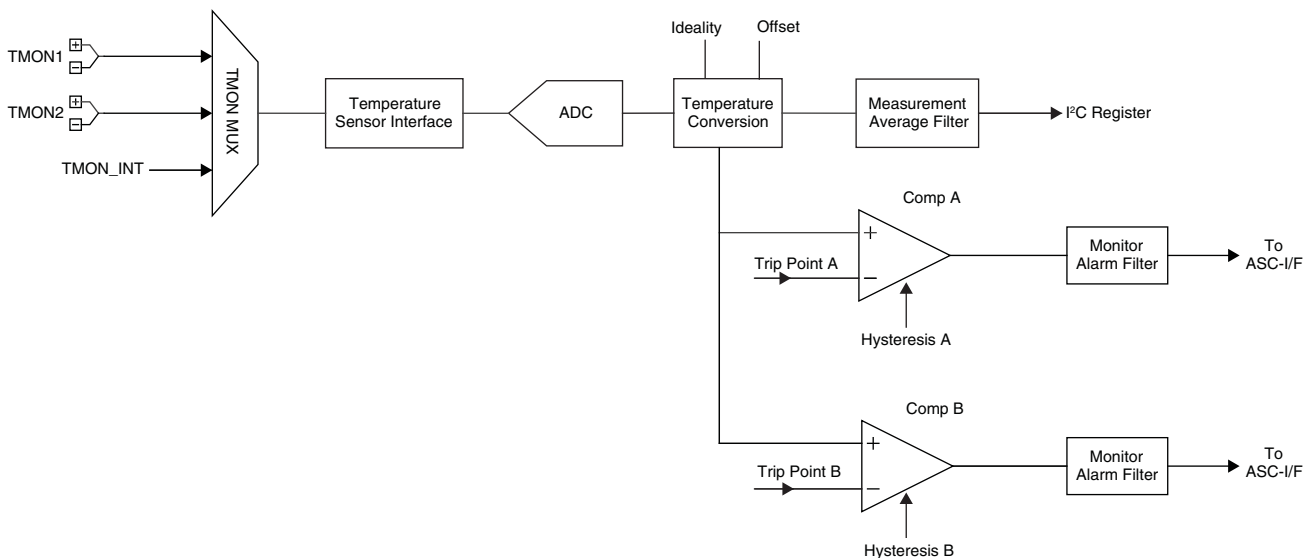 Ideality
Offset
TMON1
+
−
TMON2
+
−
TMON_INT
TMON MUX
Temperature
Sensor Interface
ADC
Temperature
Conversion
Measurement
Average Filter
I²C Register
Comp A
+
−
Trip Point A
Hysteresis A
Monitor
Alarm Filter
To
ASC-I/F
Comp B
+
−
Trip Point B
Hysteresis B
Monitor
Alarm Filter
To
ASC-I/F